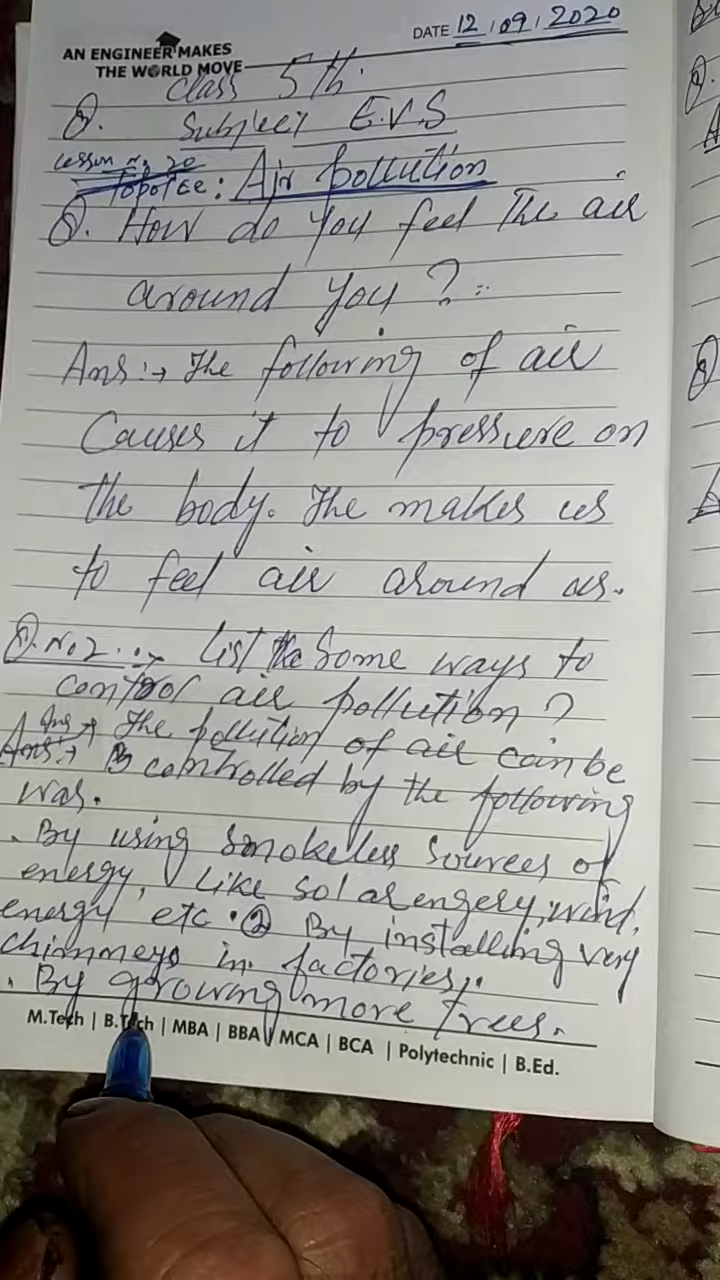 AN ENGINEER MAKES
THE WORLD MOVE
DATE 12/09/2020
Class 5th.
Q. Subject E.V.S
Lesson No. 20
: Air pollution
Q. How do you feel The air
around you ?
Ans :→ The following of air
Causes it to pressure on
the body. The makes us
to feel air around us.
Q. No 2. :→ List the Some ways to
control air pollution ?
Ans → The pollution of air can be
Ans :→ controlled by the following
was.
. By using smokeless sources of
energy, like solar engery, wind,
energy etc. ② By installing very
chimmeys in factories,.
. By growing more trees.
M.Tech | B.Tech | MBA | BBA | MCA | BCA | Polytechnic | B.Ed.